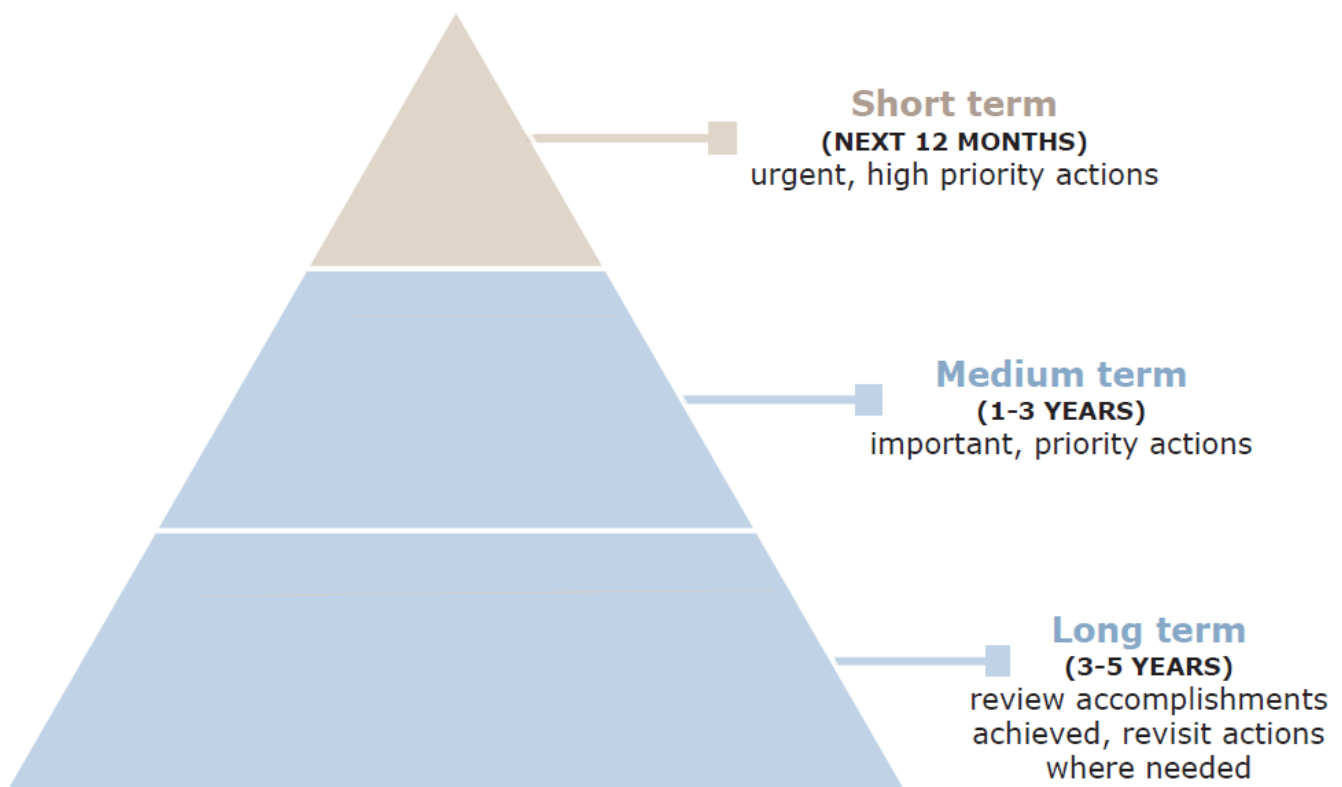 Short term
(NEXT 12 MONTHS)
urgent, high priority actions
Medium term
(1-3 YEARS)
important, priority actions
Long term
(3-5 YEARS)
review accomplishments
achieved, revisit actions
where needed